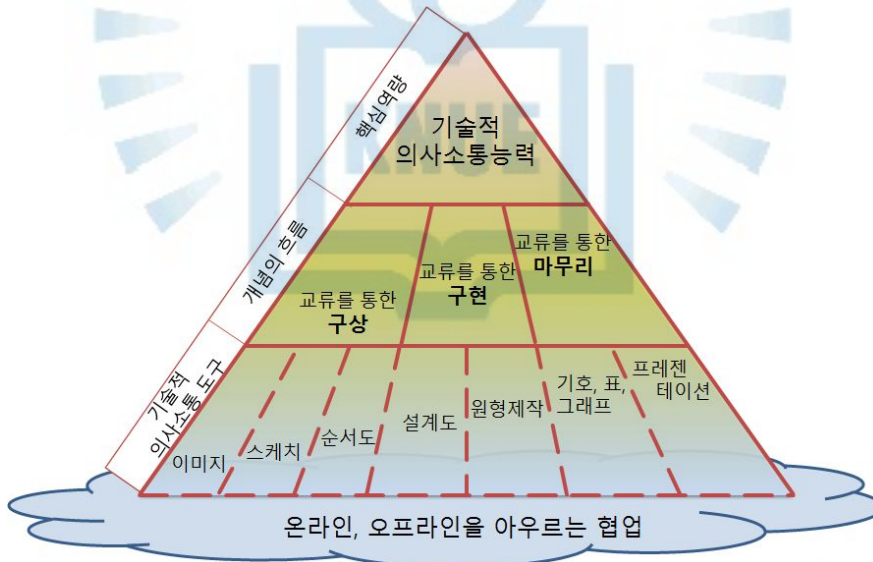 핵심역량
기술적
의사소통능력
개념의 흐름
교류를 통한
구상
교류를 통한
구현
교류를 통한
마무리
기술적
의사소통 도구
이미지
스케치
순서도
설계도
원형제작
기호, 표,
그래프
프레젠
테이션
온라인, 오프라인을 아우르는 협업
KNUE